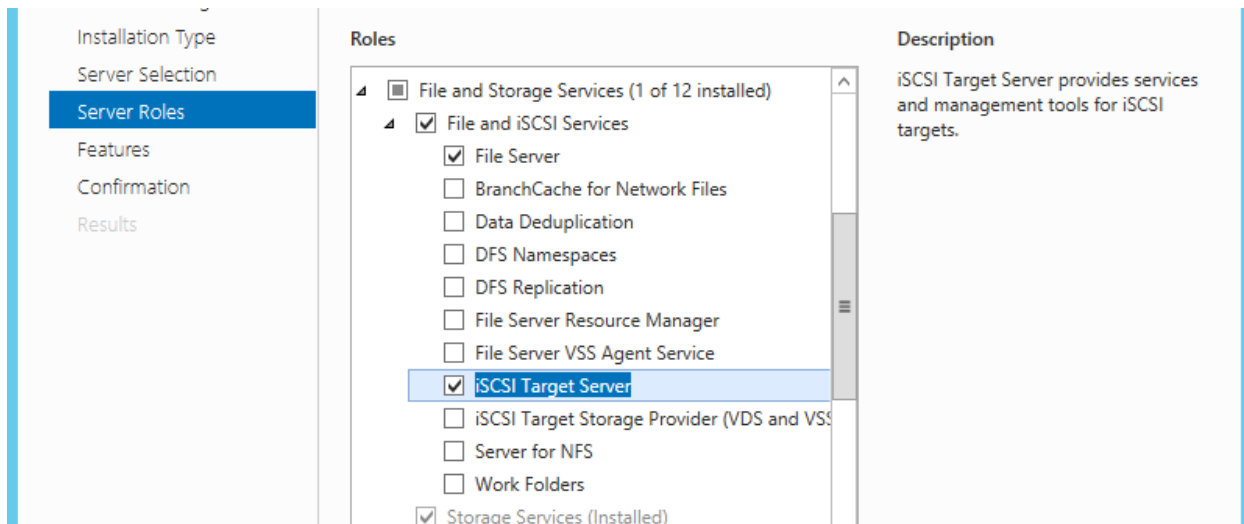 Installation Type
Server Selection
Server Roles
Features
Confirmation
Results
Roles
File and Storage Services (1 of 12 installed)
File and iSCSI Services
File Server
BranchCache for Network Files
Data Deduplication
DFS Namespaces
DFS Replication
File Server Resource Manager
File Server VSS Agent Service
iSCSI Target Server
iSCSI Target Storage Provider (VDS and VSS
Server for NFS
Work Folders
Storage Services (Installed)
Description
iSCSI Target Server provides services
and management tools for iSCSI
targets.